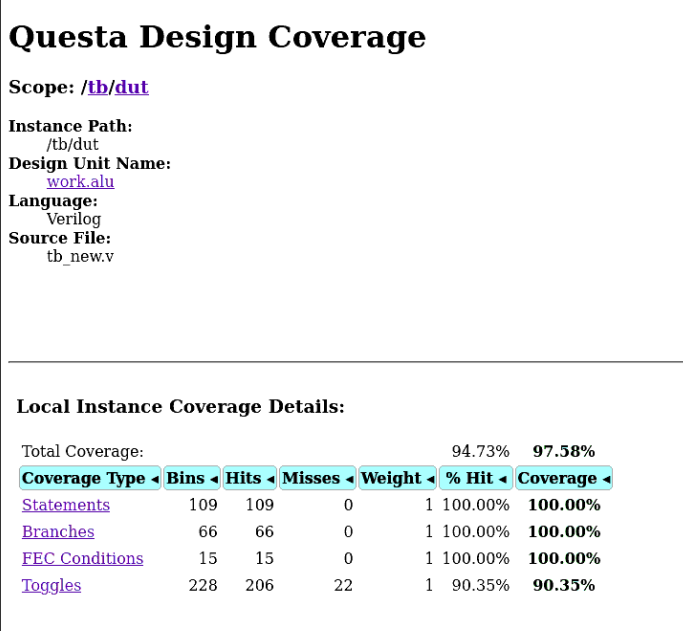 Questa Design Coverage
Scope: /tb/dut
Instance Path:
/tb/dut
Design Unit Name:
work.alu
Language:
Verilog
Source File:
tb_new.v
Local Instance Coverage Details:
Total Coverage: 94.73% 97.58%
Coverage Type ◂ Bins ◂ Hits ◂ Misses ◂ Weight ◂ % Hit ◂ Coverage ◂
Statements 109 109 0 1 100.00% 100.00%
Branches 66 66 0 1 100.00% 100.00%
FEC Conditions 15 15 0 1 100.00% 100.00%
Toggles 228 206 22 1 90.35% 90.35%